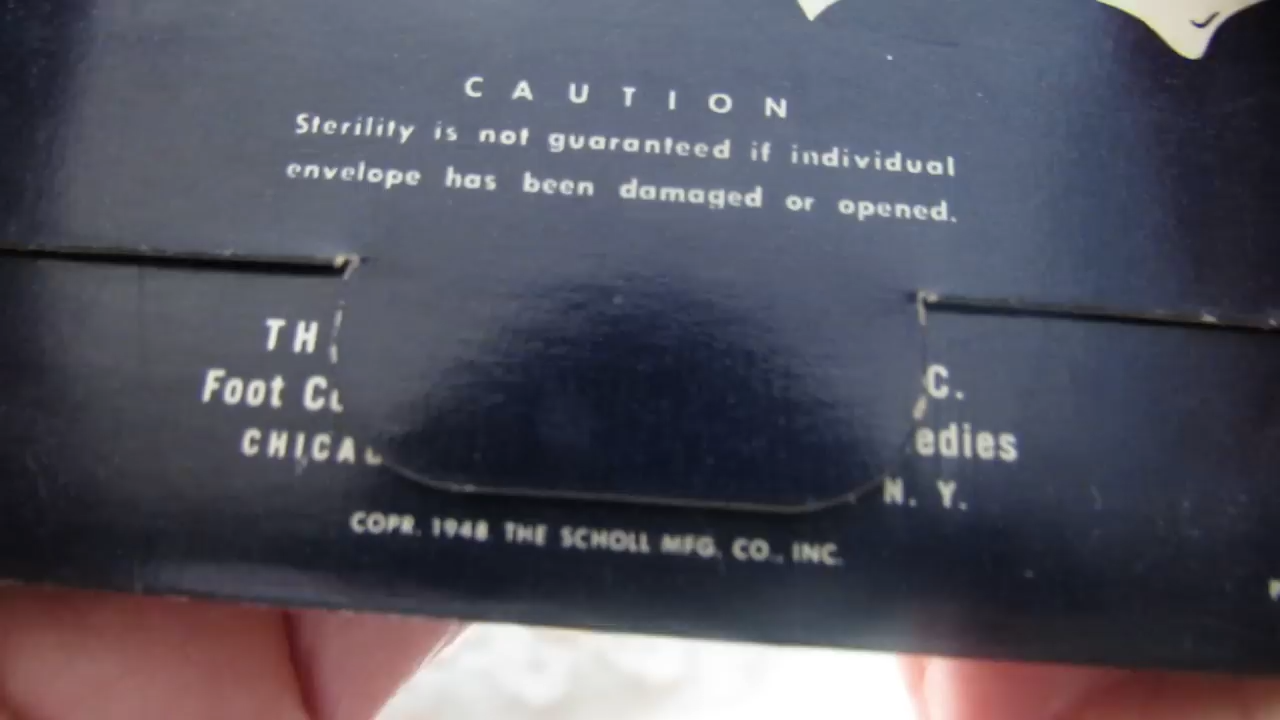 CAUTION
Sterility is not guaranteed if individual
envelope has been damaged or opened.
TH C.
Foot C edies
CHICA N. Y.
COPR. 1948 THE SCHOLL MFG. CO., INC.